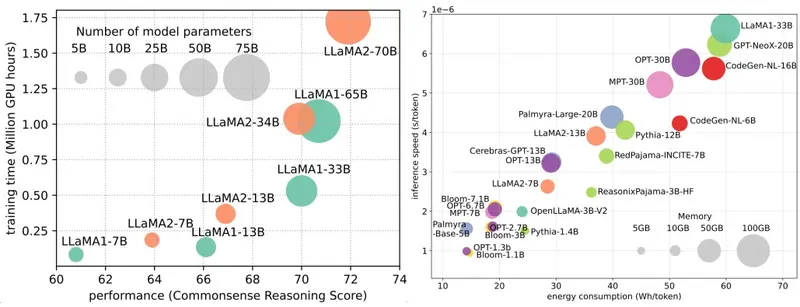 1.75
1.50
1.25
1.00
0.75
0.50
0.25
training time (Million GPU hours)
Number of model parameters
5B 10B 25B 50B 75B
LLaMA2-70B
LLaMA1-65B
LLaMA2-34B
LLaMA1-33B
LLaMA2-13B
LLaMA2-7B
LLaMA1-13B
LLaMA1-7B
60 62 64 66 68 70 72 74
performance (Commonsense Reasoning Score)
1e−6
7
6
5
4
3
2
1
inference speed (s/token)
LLaMA1-33B
GPT-NeoX-20B
OPT-30B
CodeGen-NL-16B
MPT-30B
Palmyra-Large-20B
CodeGen-NL-6B
LLaMA2-13B
Pythia-12B
Cerebras-GPT-13B
OPT-13B
RedPajama-INCITE-7B
LLaMA2-7B
ReasonixPajama-3B-HF
Bloom-7.1B
OPT-6.7B
MPT-7B
OpenLLaMA-3B-V2
Palmyra
-Base-5B
OPT-2.7B
Bloom-3B
Pythia-1.4B
OPT-1.3b
Bloom-1.1B
Memory
5GB 10GB 50GB 100GB
10 20 30 40 50 60 70
energy consumption (Wh/token)